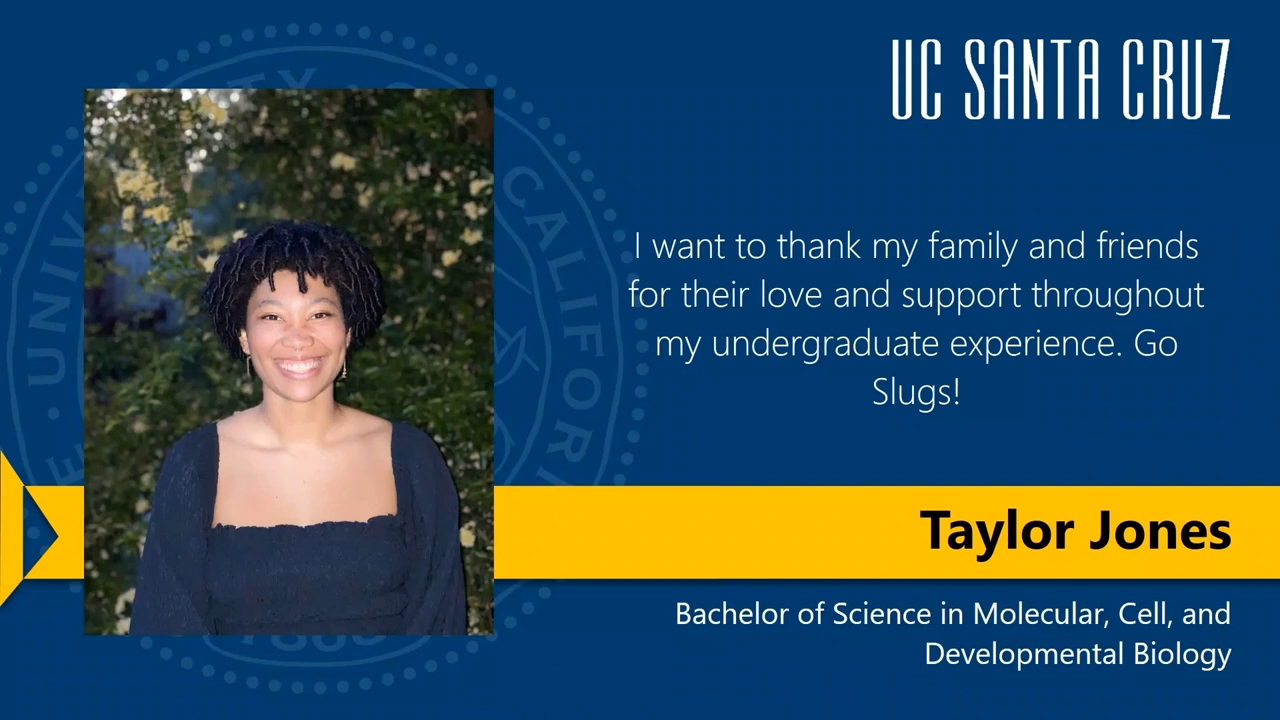 UC SANTA CRUZ
I want to thank my family and friends
for their love and support throughout
my undergraduate experience. Go
Slugs!
Taylor Jones
Bachelor of Science in Molecular, Cell, and
Developmental Biology